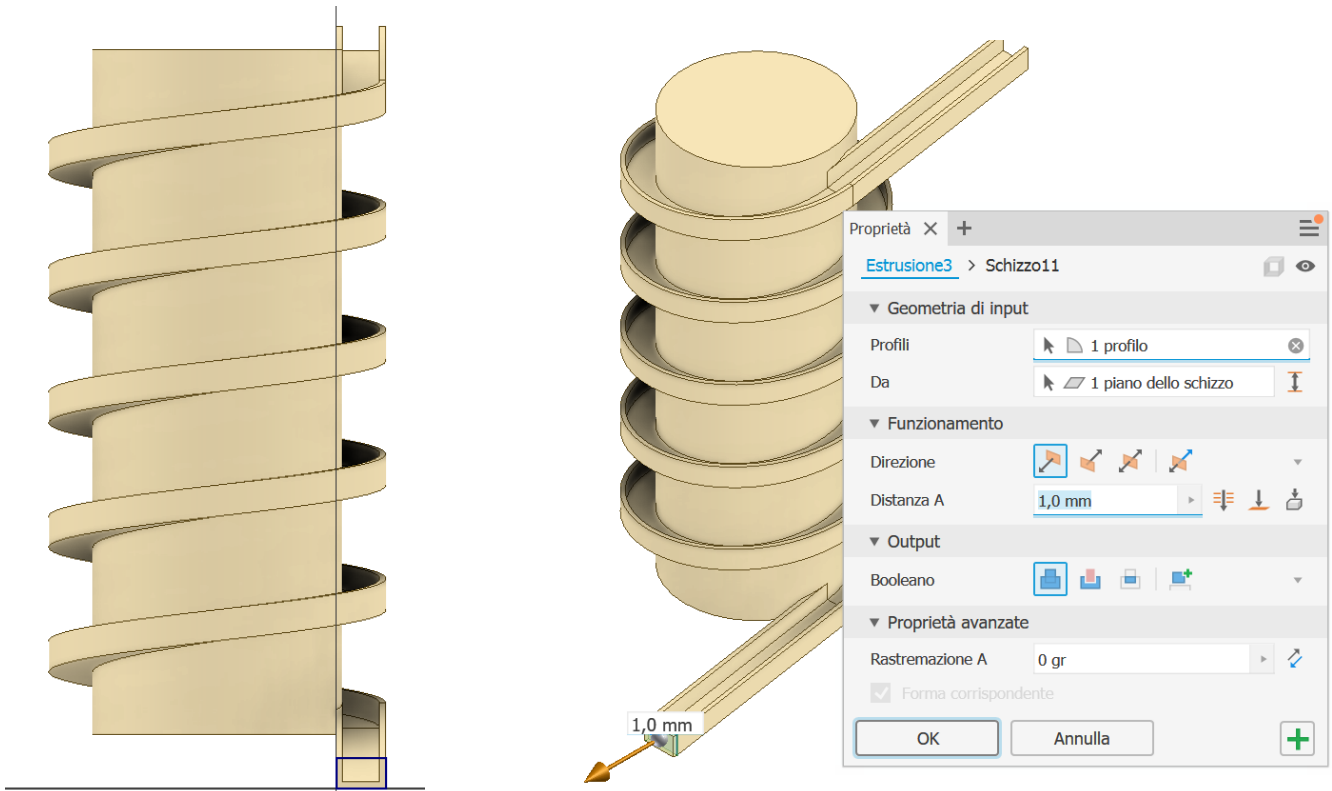 Proprietà
Estrusione3 > Schizzo11
Geometria di input
Profili 1 profilo
Da 1 piano dello schizzo
Funzionamento
Direzione
Distanza A 1,0 mm
Output
Booleano
Proprietà avanzate
Rastremazione A 0 gr
Forma corrispondente
1,0 mm
OK Annulla